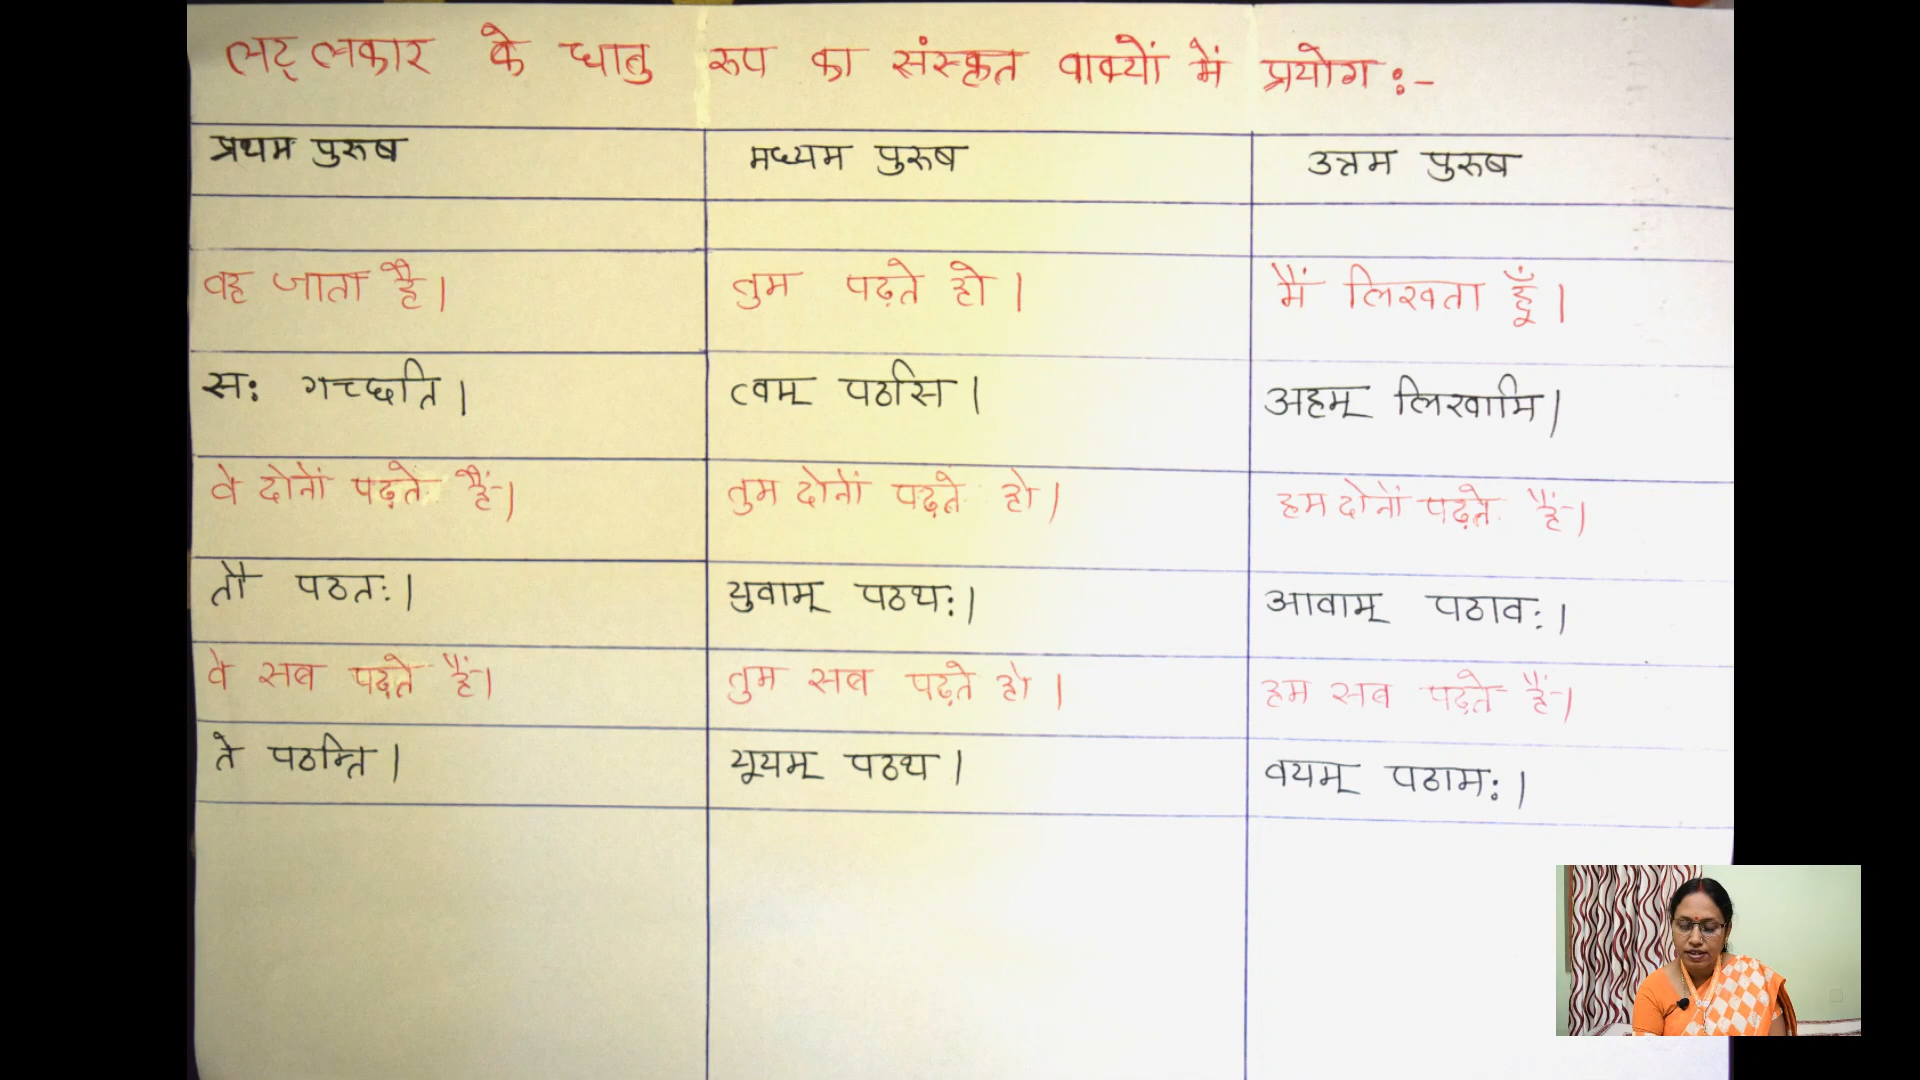 लट् लकार के धातु रूप का संस्कृत वाक्यों में प्रयोग :-
प्रथम पुरुष मध्यम पुरुष उत्तम पुरुष
वह जाता है। तुम पढ़ते हो। मैं लिखता हूँ।
सः गच्छति। त्वम् पठसि। अहम् लिखामि।
वे दोनों पढ़ते हैं। तुम दोनों पढ़ते हो। हम दोनों पढ़ते हैं।
तौ पठतः। युवाम् पठथः। आवाम् पठावः।
वे सब पढ़ते हैं। तुम सब पढ़ते हो। हम सब पढ़ते हैं।
ते पठन्ति। यूयम् पठथ। वयम् पठामः।